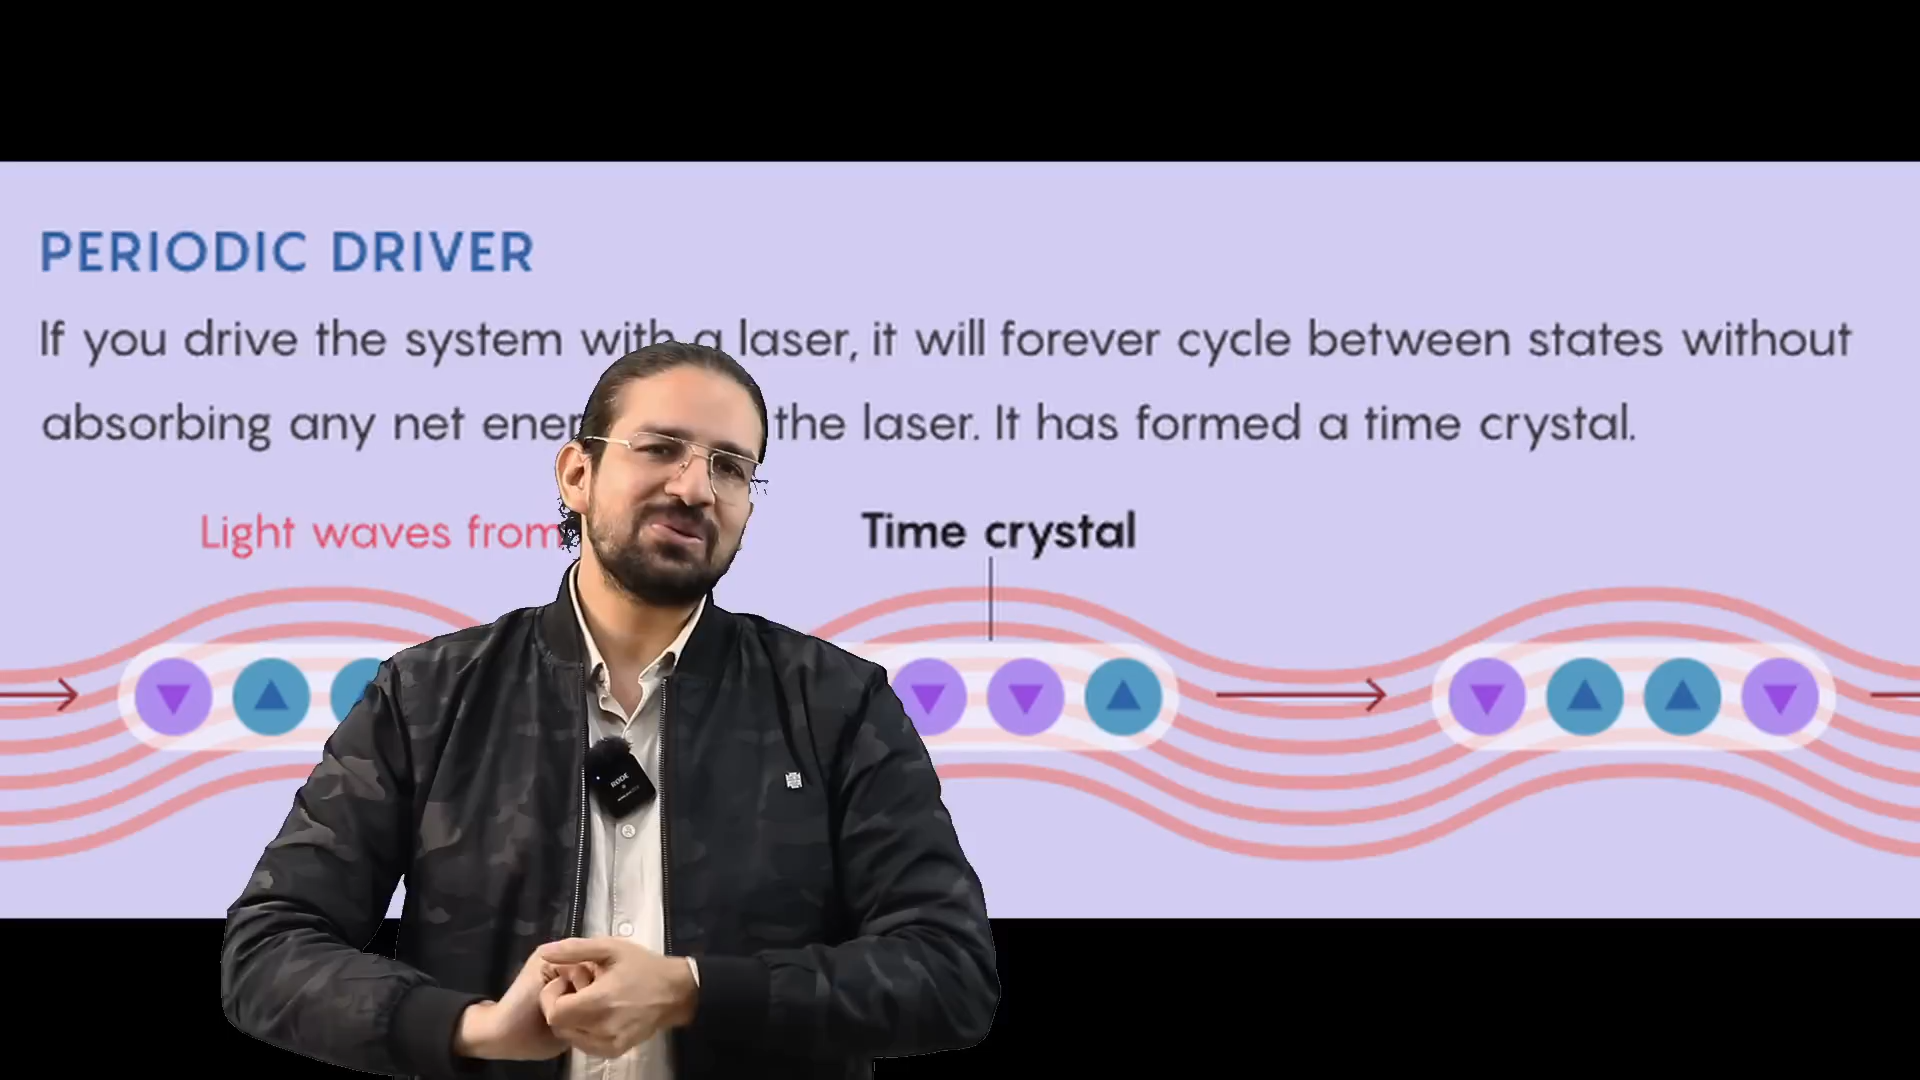 PERIODIC DRIVER
If you drive the system with a laser, it will forever cycle between states without
absorbing any net the laser. It has formed a time crystal.
Light waves from
Time crystal
RØDE